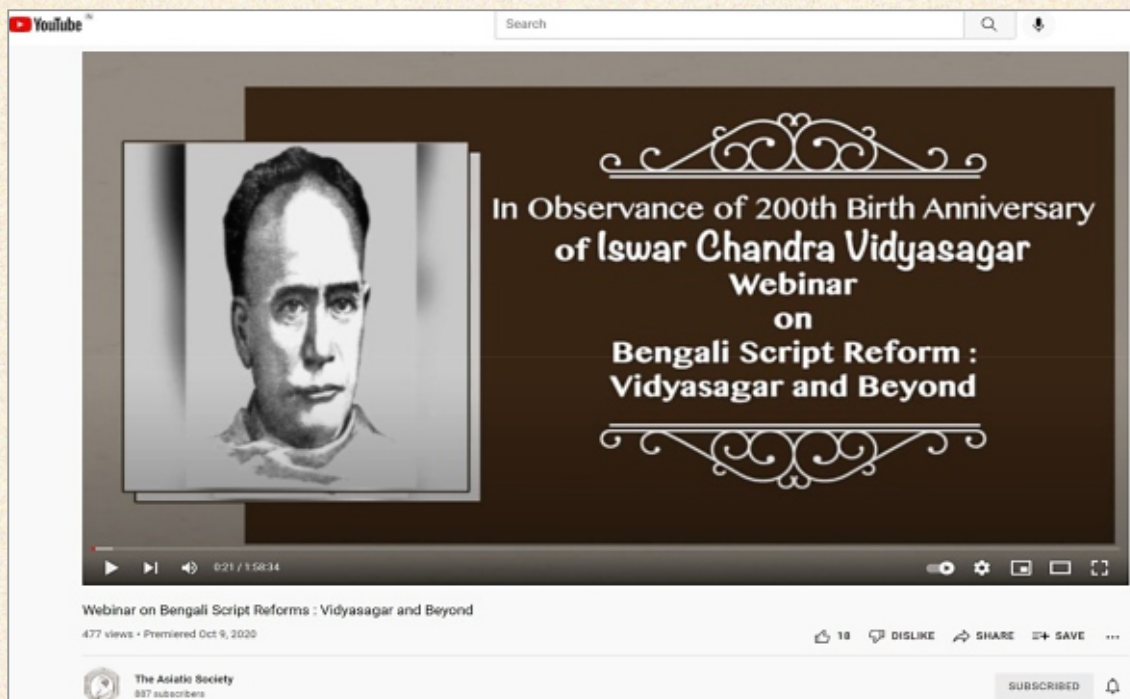 YouTube IN
Search
In Observance of 200th Birth Anniversary
of Iswar Chandra Vidyasagar
Webinar
on
Bengali Script Reform :
Vidyasagar and Beyond
0:21 / 1:58:34
Webinar on Bengali Script Reforms : Vidyasagar and Beyond
477 views • Premiered Oct 9, 2020
18 DISLIKE SHARE SAVE ...
The Asiatic Society
887 subscribers
SUBSCRIBED